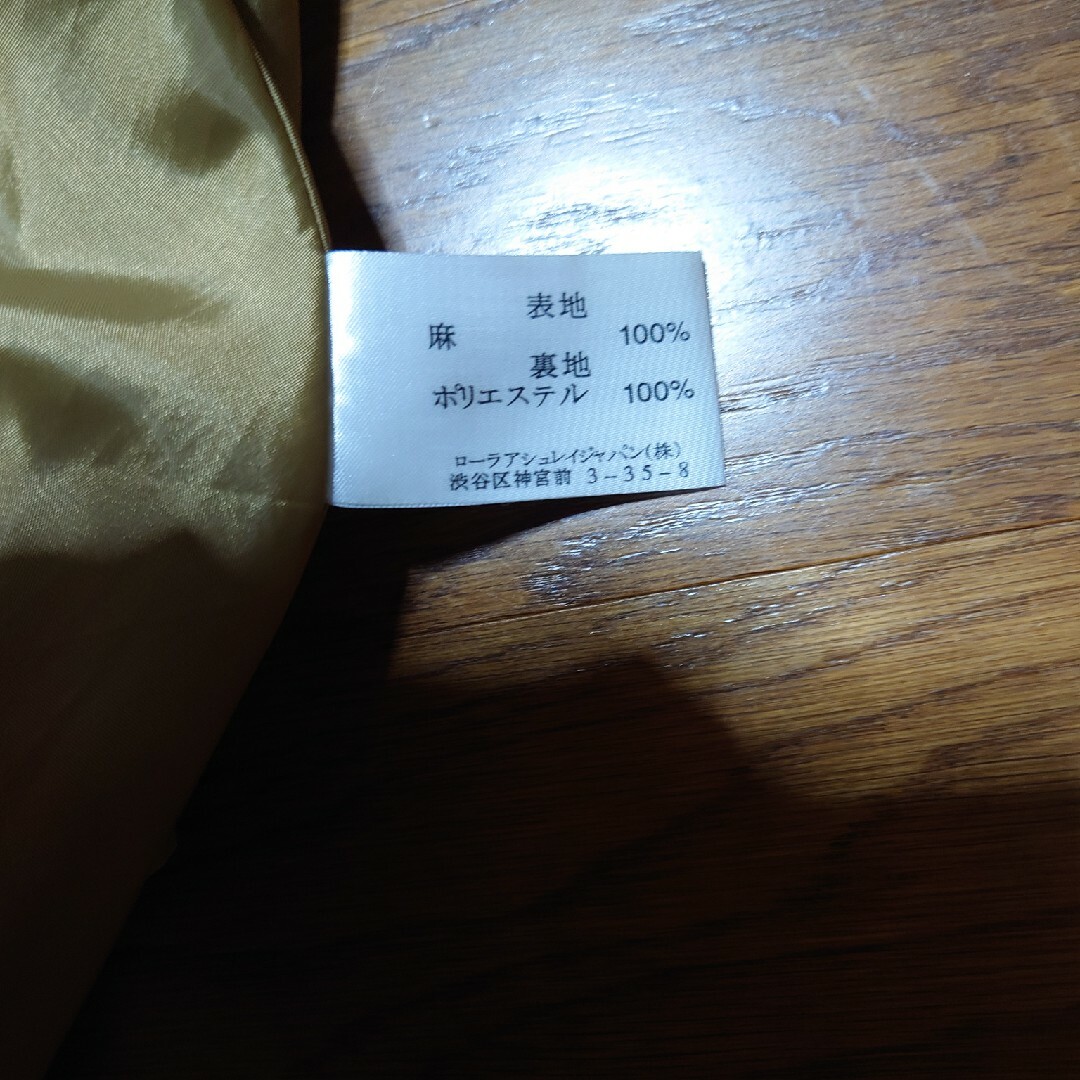 表地
麻 100%
裏地
ポリエステル 100%
ローラアシュレイジャパン(株)
渋谷区神宮前 3-35-8